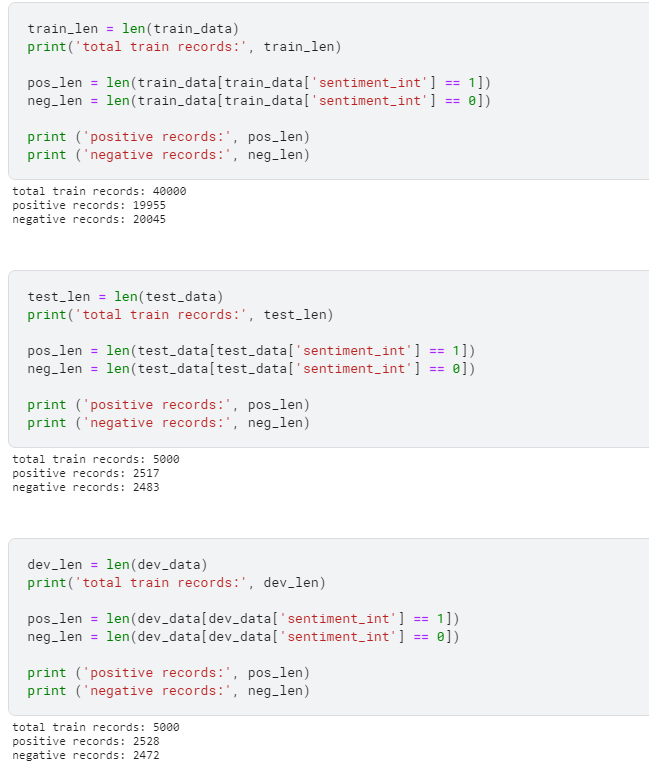 train_len = len(train_data)
print('total train records:', train_len)
pos_len = len(train_data[train_data['sentiment_int'] == 1])
neg_len = len(train_data[train_data['sentiment_int'] == 0])
print ('positive records:', pos_len)
print ('negative records:', neg_len)
total train records: 40000
positive records: 19955
negative records: 20045
test_len = len(test_data)
print('total train records:', test_len)
pos_len = len(test_data[test_data['sentiment_int'] == 1])
neg_len = len(test_data[test_data['sentiment_int'] == 0])
print ('positive records:', pos_len)
print ('negative records:', neg_len)
total train records: 5000
positive records: 2517
negative records: 2483
dev_len = len(dev_data)
print('total train records:', dev_len)
pos_len = len(dev_data[dev_data['sentiment_int'] == 1])
neg_len = len(dev_data[dev_data['sentiment_int'] == 0])
print ('positive records:', pos_len)
print ('negative records:', neg_len)
total train records: 5000
positive records: 2528
negative records: 2472